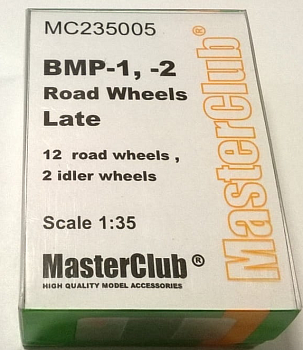 MC235005
BMP-1, -2
Road Wheels
Late
12 road wheels ,
2 idler wheels
Scale 1:35
MasterClub®
HIGH QUALITY MODEL ACCESSORIES
MasterClub®